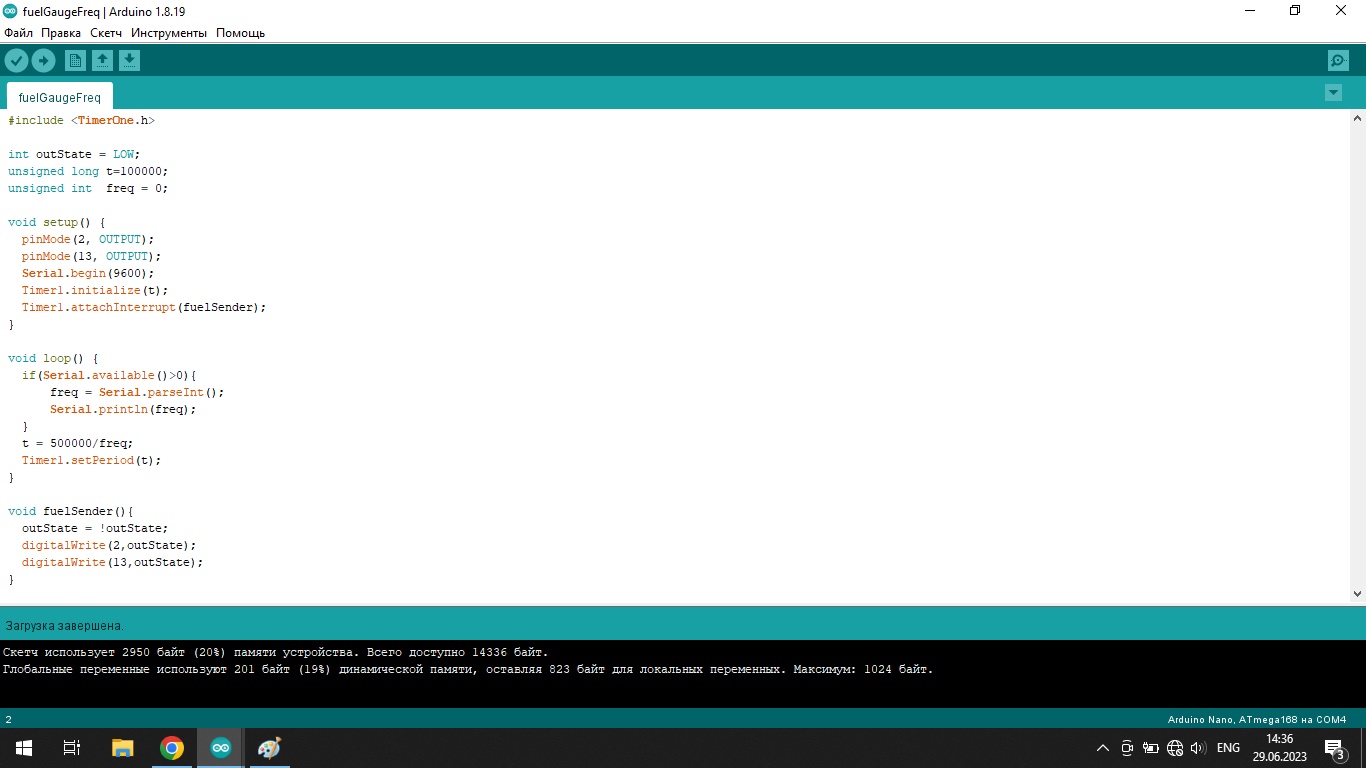 fuelGaugeFreq | Arduino 1.8.19
Файл Правка Скетч Инструменты Помощь
fuelGaugeFreq
#include <TimerOne.h>
int outState = LOW;
unsigned long t=100000;
unsigned int  freq = 0;
void setup() {
  pinMode(2, OUTPUT);
  pinMode(13, OUTPUT);
  Serial.begin(9600);
  Timer1.initialize(t);
  Timer1.attachInterrupt(fuelSender);
}
void loop() {
  if(Serial.available()>0){
      freq = Serial.parseInt();
      Serial.println(freq);
  }
  t = 500000/freq;
  Timer1.setPeriod(t);
}
void fuelSender(){
  outState = !outState;
  digitalWrite(2,outState);
  digitalWrite(13,outState);
}
Загрузка завершена.
Скетч использует 2950 байт (20%) памяти устройства. Всего доступно 14336 байт.
Глобальные переменные используют 201 байт (19%) динамической памяти, оставляя 823 байт для локальных переменных. Максимум: 1024 байт.
2
Arduino Nano, ATmega168 на COM4
ENG
14:36
29.06.2023
3